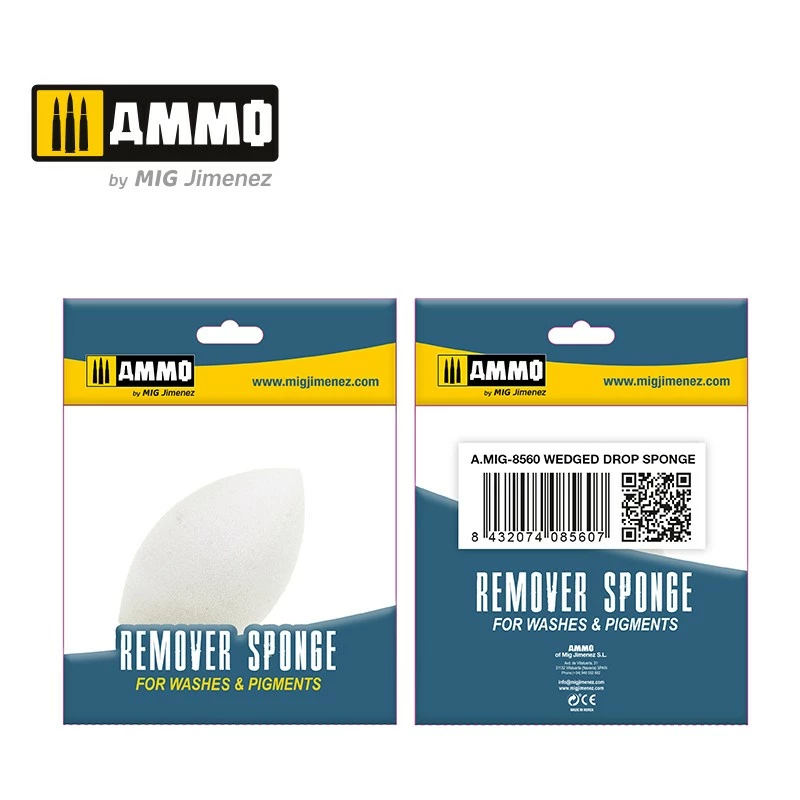 AMMO
by MIG Jimenez
AMMO
by MIG Jimenez
www.migjimenez.com
REMOVER SPONGE
FOR WASHES & PIGMENTS
AMMO
by MIG Jimenez
www.migjimenez.com
A.MIG-8560 WEDGED DROP SPONGE
8 432074 085607
REMOVER SPONGE
FOR WASHES & PIGMENTS
AMMO
of Mig Jimenez S.L.
info@migjimenez.com
www.migjimenez.com
CE
MADE IN KOREA